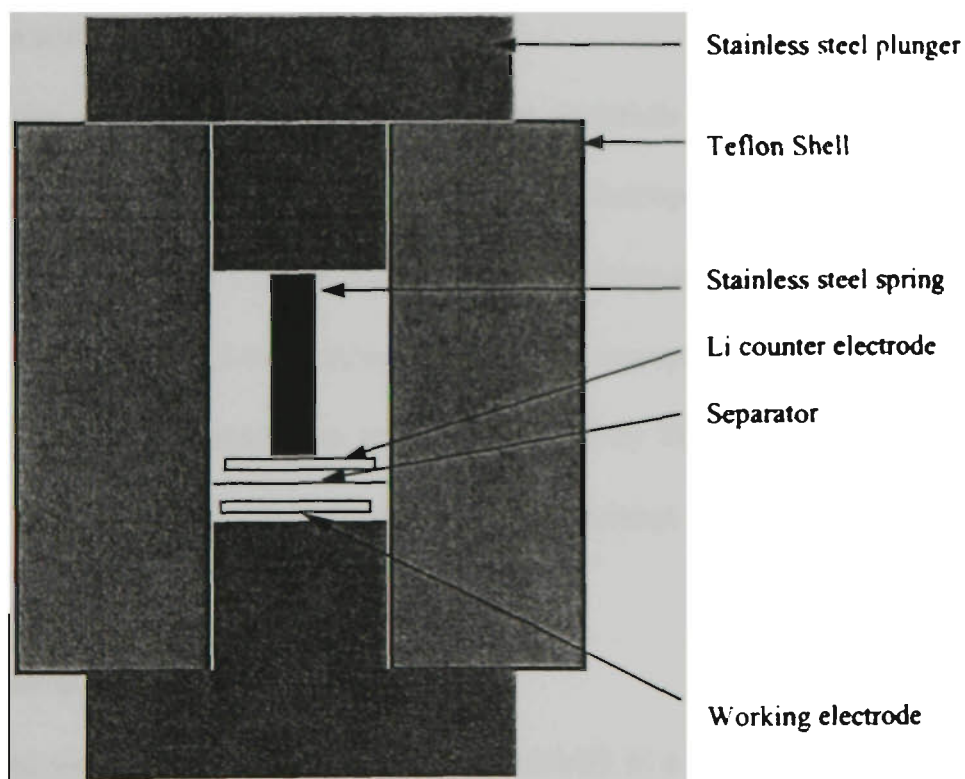 Stainless steel plunger
Teflon Shell
Stainless steel spring
Li counter electrode
Separator
Working electrode